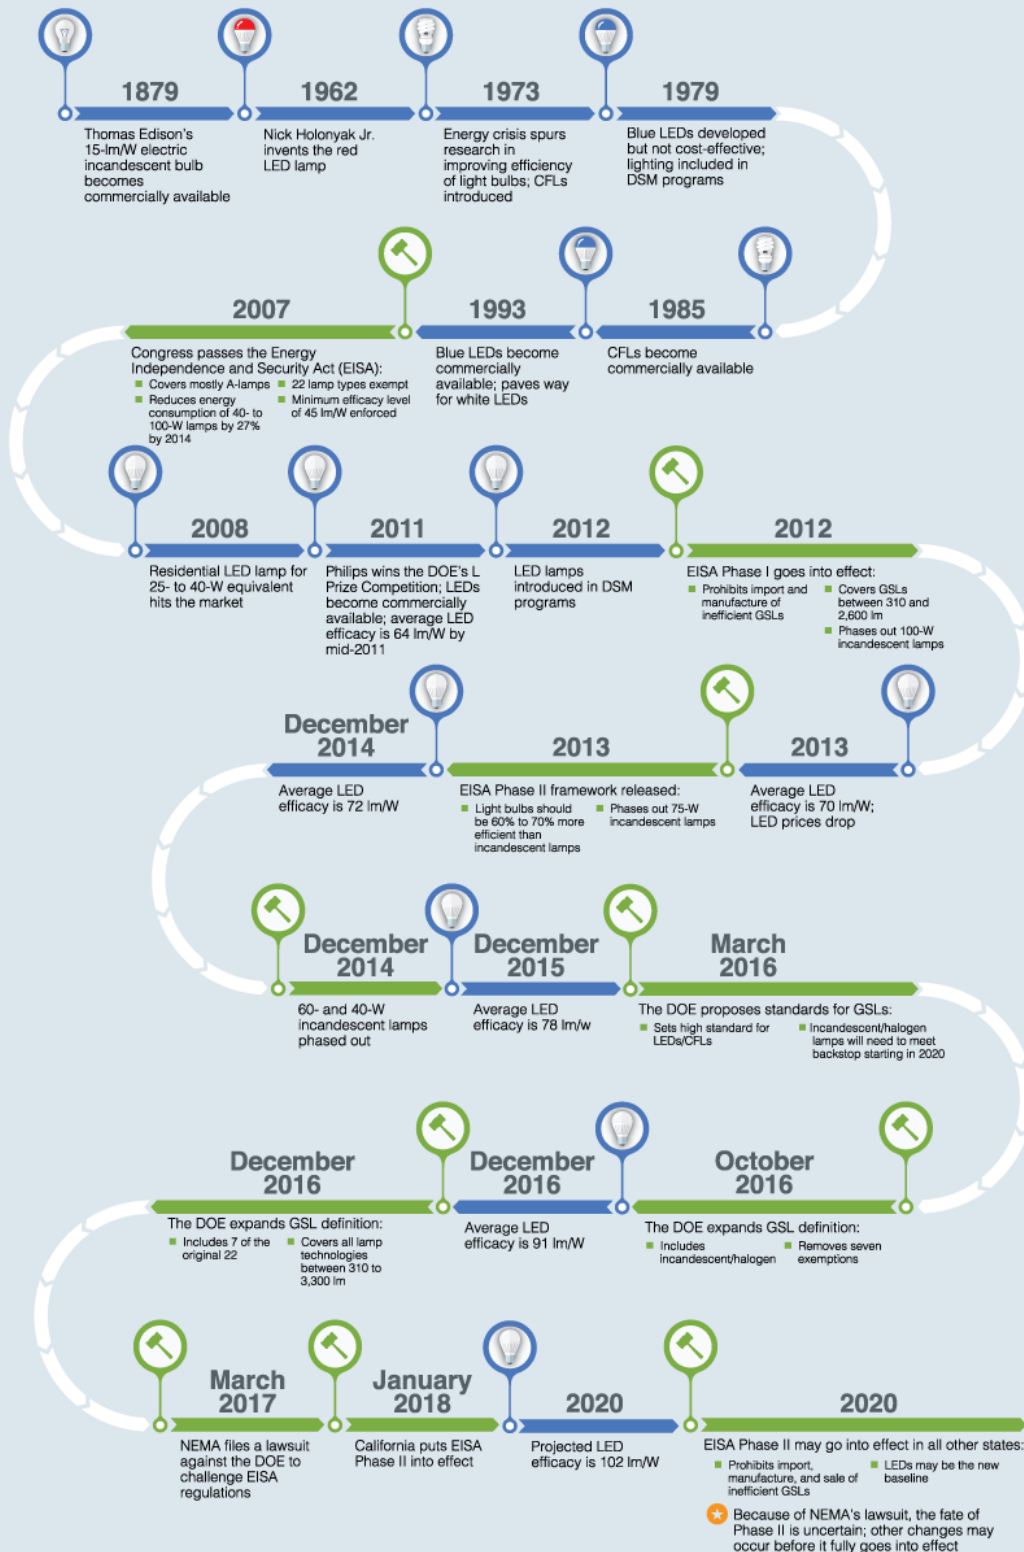 1879
Thomas Edison's
15-lm/W electric
incandescent bulb
becomes
commercially available
1962
Nick Holonyak Jr.
invents the red
LED lamp
1973
Energy crisis spurs
research in
improving efficiency
of light bulbs; CFLs
introduced
1979
Blue LEDs developed
but not cost-effective;
lighting included in
DSM programs
1985
CFLs become
commercially available
1993
Blue LEDs become
commercially
available; paves way
for white LEDs
2007
Congress passes the Energy
Independence and Security Act (EISA):
Covers mostly A-lamps
Reduces energy
consumption of 40- to
100-W lamps by 27%
by 2014
22 lamp types exempt
Minimum efficacy level
of 45 lm/W enforced
2008
Residential LED lamp for
25- to 40-W equivalent
hits the market
2011
Philips wins the DOE's L
Prize Competition; LEDs
become commercially
available; average LED
efficacy is 64 lm/W by
mid-2011
2012
LED lamps
introduced in DSM
programs
2012
EISA Phase I goes into effect:
Prohibits import and
manufacture of
inefficient GSLs
Covers GSLs
between 310 and
2,600 lm
Phases out 100-W
incandescent lamps
2013
Average LED
efficacy is 70 lm/W;
LED prices drop
2013
EISA Phase II framework released:
Light bulbs should
be 60% to 70% more
efficient than
incandescent lamps
Phases out 75-W
incandescent lamps
December
2014
Average LED
efficacy is 72 lm/W
December
2014
60- and 40-W
incandescent lamps
phased out
December
2015
Average LED
efficacy is 78 lm/w
March
2016
The DOE proposes standards for GSLs:
Sets high standard for
LEDs/CFLs
Incandescent/halogen
lamps will need to meet
backstop starting in 2020
October
2016
The DOE expands GSL definition:
Includes
incandescent/halogen
Removes seven
exemptions
December
2016
Average LED
efficacy is 91 lm/W
December
2016
The DOE expands GSL definition:
Includes 7 of the
original 22
Covers all lamp
technologies
between 310 to
3,300 lm
March
2017
NEMA files a lawsuit
against the DOE to
challenge EISA
regulations
January
2018
California puts EISA
Phase II into effect
2020
Projected LED
efficacy is 102 lm/W
2020
EISA Phase II may go into effect in all other states:
Prohibits import,
manufacture, and sale of
inefficient GSLs
LEDs may be the new
baseline
Because of NEMA's lawsuit, the fate of
Phase II is uncertain; other changes may
occur before it fully goes into effect